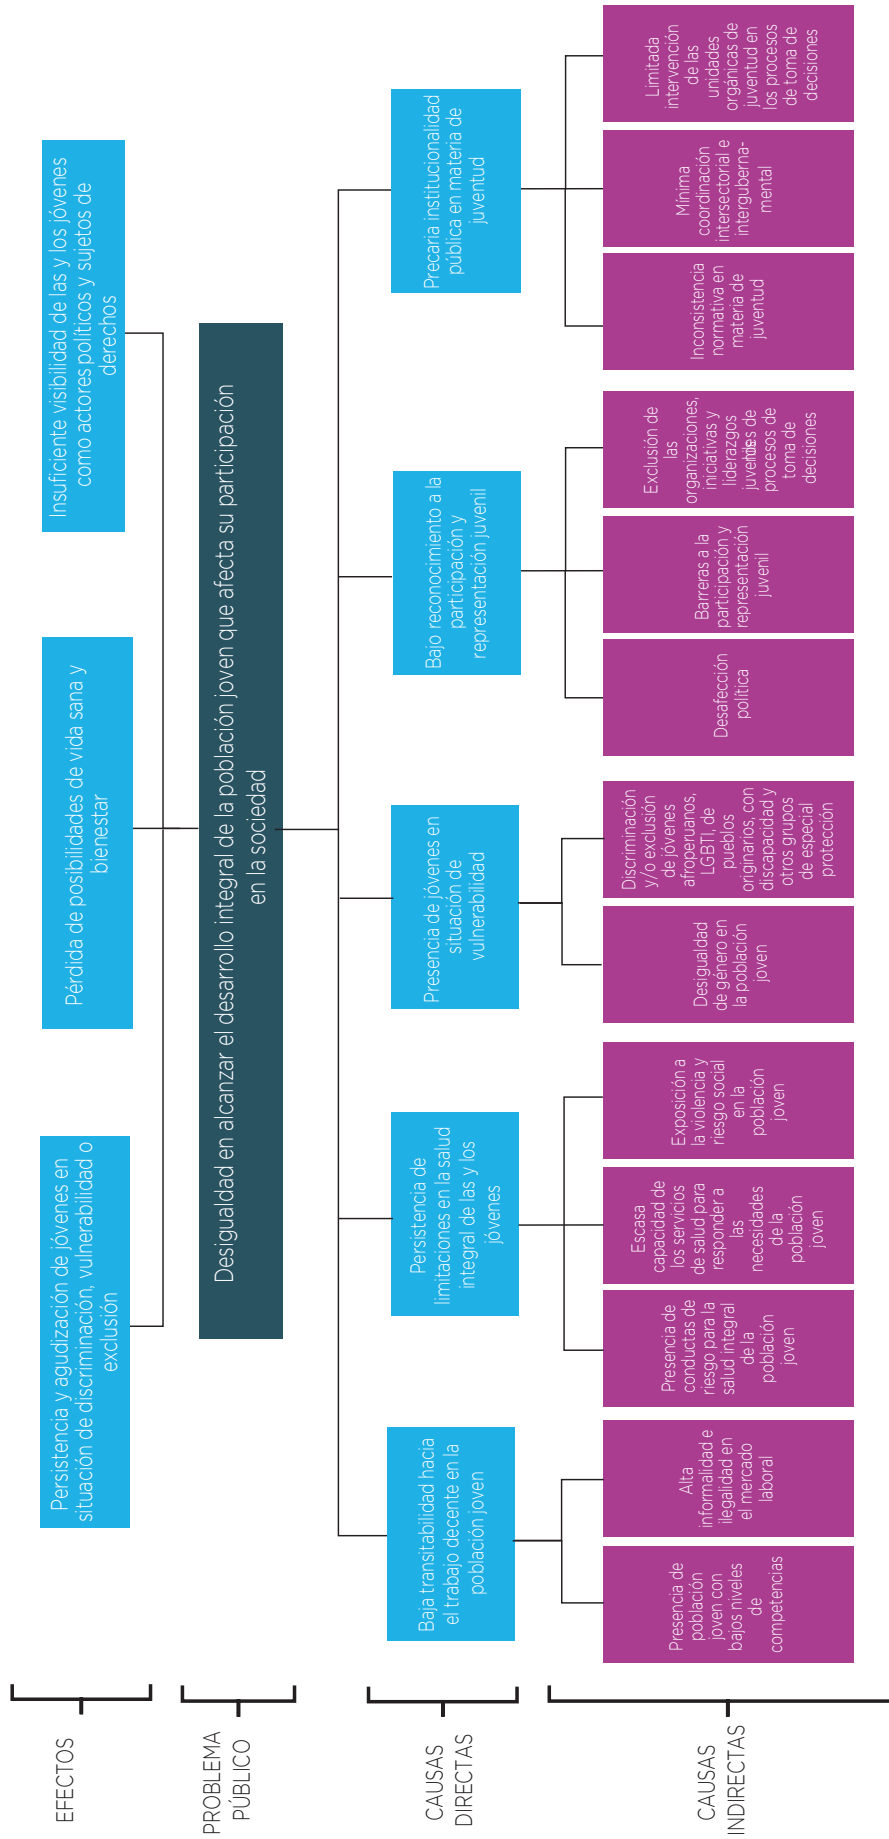 EFECTOS
Persistencia y agudización de jóvenes en
situación de discriminación, vulnerabilidad o
exclusión
Pérdida de posibilidades de vida sana y
bienestar
Insuficiente visibilidad de las y los jóvenes
como actores políticos y sujetos de
derechos
PROBLEMA
PÚBLICO
Desigualdad en alcanzar el desarrollo integral de la población joven que afecta su participación
en la sociedad
CAUSAS
DIRECTAS
Baja transitabilidad hacia
el trabajo decente en la
población joven
Persistencia de
limitaciones en la salud
integral de las y los
jóvenes
Presencia de jóvenes en
situación de
vulnerabilidad
Bajo reconocimiento a la
participación y
representación juvenil
Precaria institucionalidad
pública en materia de
juventud
CAUSAS
INDIRECTAS
Presencia de
población
joven con
bajos niveles
de
competencias
Alta
informalidad e
ilegalidad en
el mercado
laboral
Presencia de
conductas de
riesgo para la
salud integral
de la
población
joven
Escasa
capacidad de
los servicios
de salud para
responder a
las
necesidades
de la
población
joven
Exposición a
la violencia y
riesgo social
en la
población
joven
Desigualdad
de género en
la población
joven
Discriminación
y/o exclusión
de jóvenes
afroperuanos,
LGBTI, de
pueblos
originarios, con
discapacidad y
otros grupos
de especial
protección
Desafección
política
Barreras a la
participación y
representación
juvenil
Exclusión de
las
organizaciones,
iniciativas y
liderazgos
juveniles de
procesos de
toma de
decisiones
Inconsistencia
normativa en
materia de
juventud
Mínima
coordinación
intersectorial e
interguberna-
mental
Limitada
intervención
de las
unidades
orgánicas de
juventud en
los procesos
de toma de
decisiones